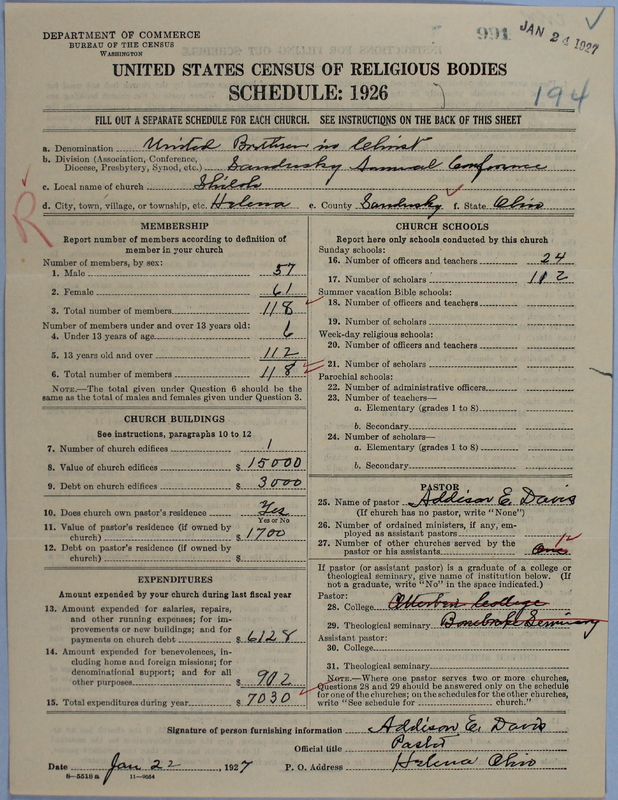 DEPARTMENT OF COMMERCE
BUREAU OF THE CENSUS
WASHINGTON
991
JAN 24 1927
UNITED STATES CENSUS OF RELIGIOUS BODIES
SCHEDULE: 1926
194
FILL OUT A SEPARATE SCHEDULE FOR EACH CHURCH. SEE INSTRUCTIONS ON THE BACK OF THIS SHEET
a. Denomination United Brethren in Christ
b. Division (Association, Conference, Diocese, Presbytery, Synod, etc.) Sandusky Annual Conference
c. Local name of church Shiloh
d. City, town, village, or township, etc. Helena e. County Sandusky f. State Ohio
R
MEMBERSHIP
Report number of members according to definition of
member in your church
Number of members, by sex:
1. Male 57
2. Female 61
3. Total number of members 118
Number of members under and over 13 years old:
4. Under 13 years of age 6
5. 13 years old and over 112
6. Total number of members 118
NOTE.—The total given under Question 6 should be
same as the total of males and females given under Question 3.
CHURCH BUILDINGS
See instructions, paragraphs 10 to 12
7. Number of church edifices 1
8. Value of church edifices $ 15000
9. Debt on church edifices $ 3000
10. Does church own pastor's residence Yes
Yes or No
11. Value of pastor's residence (if owned by
church) $ 1700
12. Debt on pastor's residence (if owned by
church) $
EXPENDITURES
Amount expended by your church during last fiscal year
13. Amount expended for salaries, repairs,
and other running expenses; for im-
provements or new buildings; and for
payments on church debt $ 6128
14. Amount expended for benevolences, in-
cluding home and foreign missions; for
denominational support; and for all
other purposes $ 902
15. Total expenditures during year $ 7030
CHURCH SCHOOLS
Report here only schools conducted by this church
Sunday schools:
16. Number of officers and teachers 24
17. Number of scholars 112
Summer vacation Bible schools:
18. Number of officers and teachers
19. Number of scholars
Week-day religious schools:
20. Number of officers and teachers
21. Number of scholars
Parochial schools:
22. Number of administrative officers
23. Number of teachers—
a. Elementary (grades 1 to 8)
b. Secondary
24. Number of scholars—
a. Elementary (grades 1 to 8)
b. Secondary
PASTOR
25. Name of pastor Addison E. Davis
(If church has no pastor, write "None")
26. Number of ordained ministers, if any, em-
ployed as assistant pastors
27. Number of other churches served by the
pastor or his assistants One 12
If pastor (or assistant pastor) is a graduate of a college or
theological seminary, give name of institution below. (If
not a graduate, write "No" in the space indicated.)
Pastor:
28. College Otterbein College
29. Theological seminary Bonebrake Seminary
Assistant pastor:
30. College
31. Theological seminary
NOTE.—Where one pastor serves two or more churches,
Questions 28 and 29 should be answered only on the schedule
for one of the churches; on the schedules for the other churches,
write "See schedule for church."
Signature of person furnishing information Addison E. Davis
Official title Pastor
Date Jan 22, 1927 P. O. Address Helena Ohio
8-5518 a 11-9054